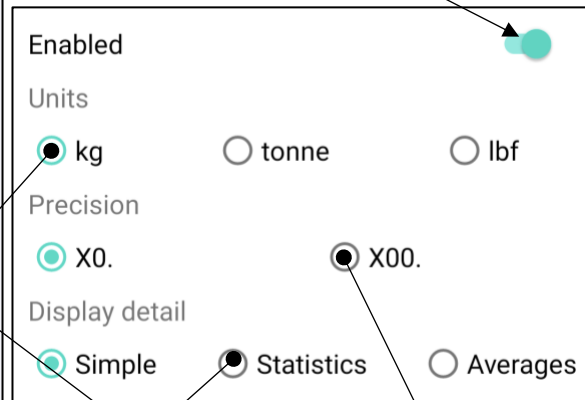 Enabled
Units
kg tonne lbf
Precision
X0. X00.
Display detail
Simple Statistics Averages